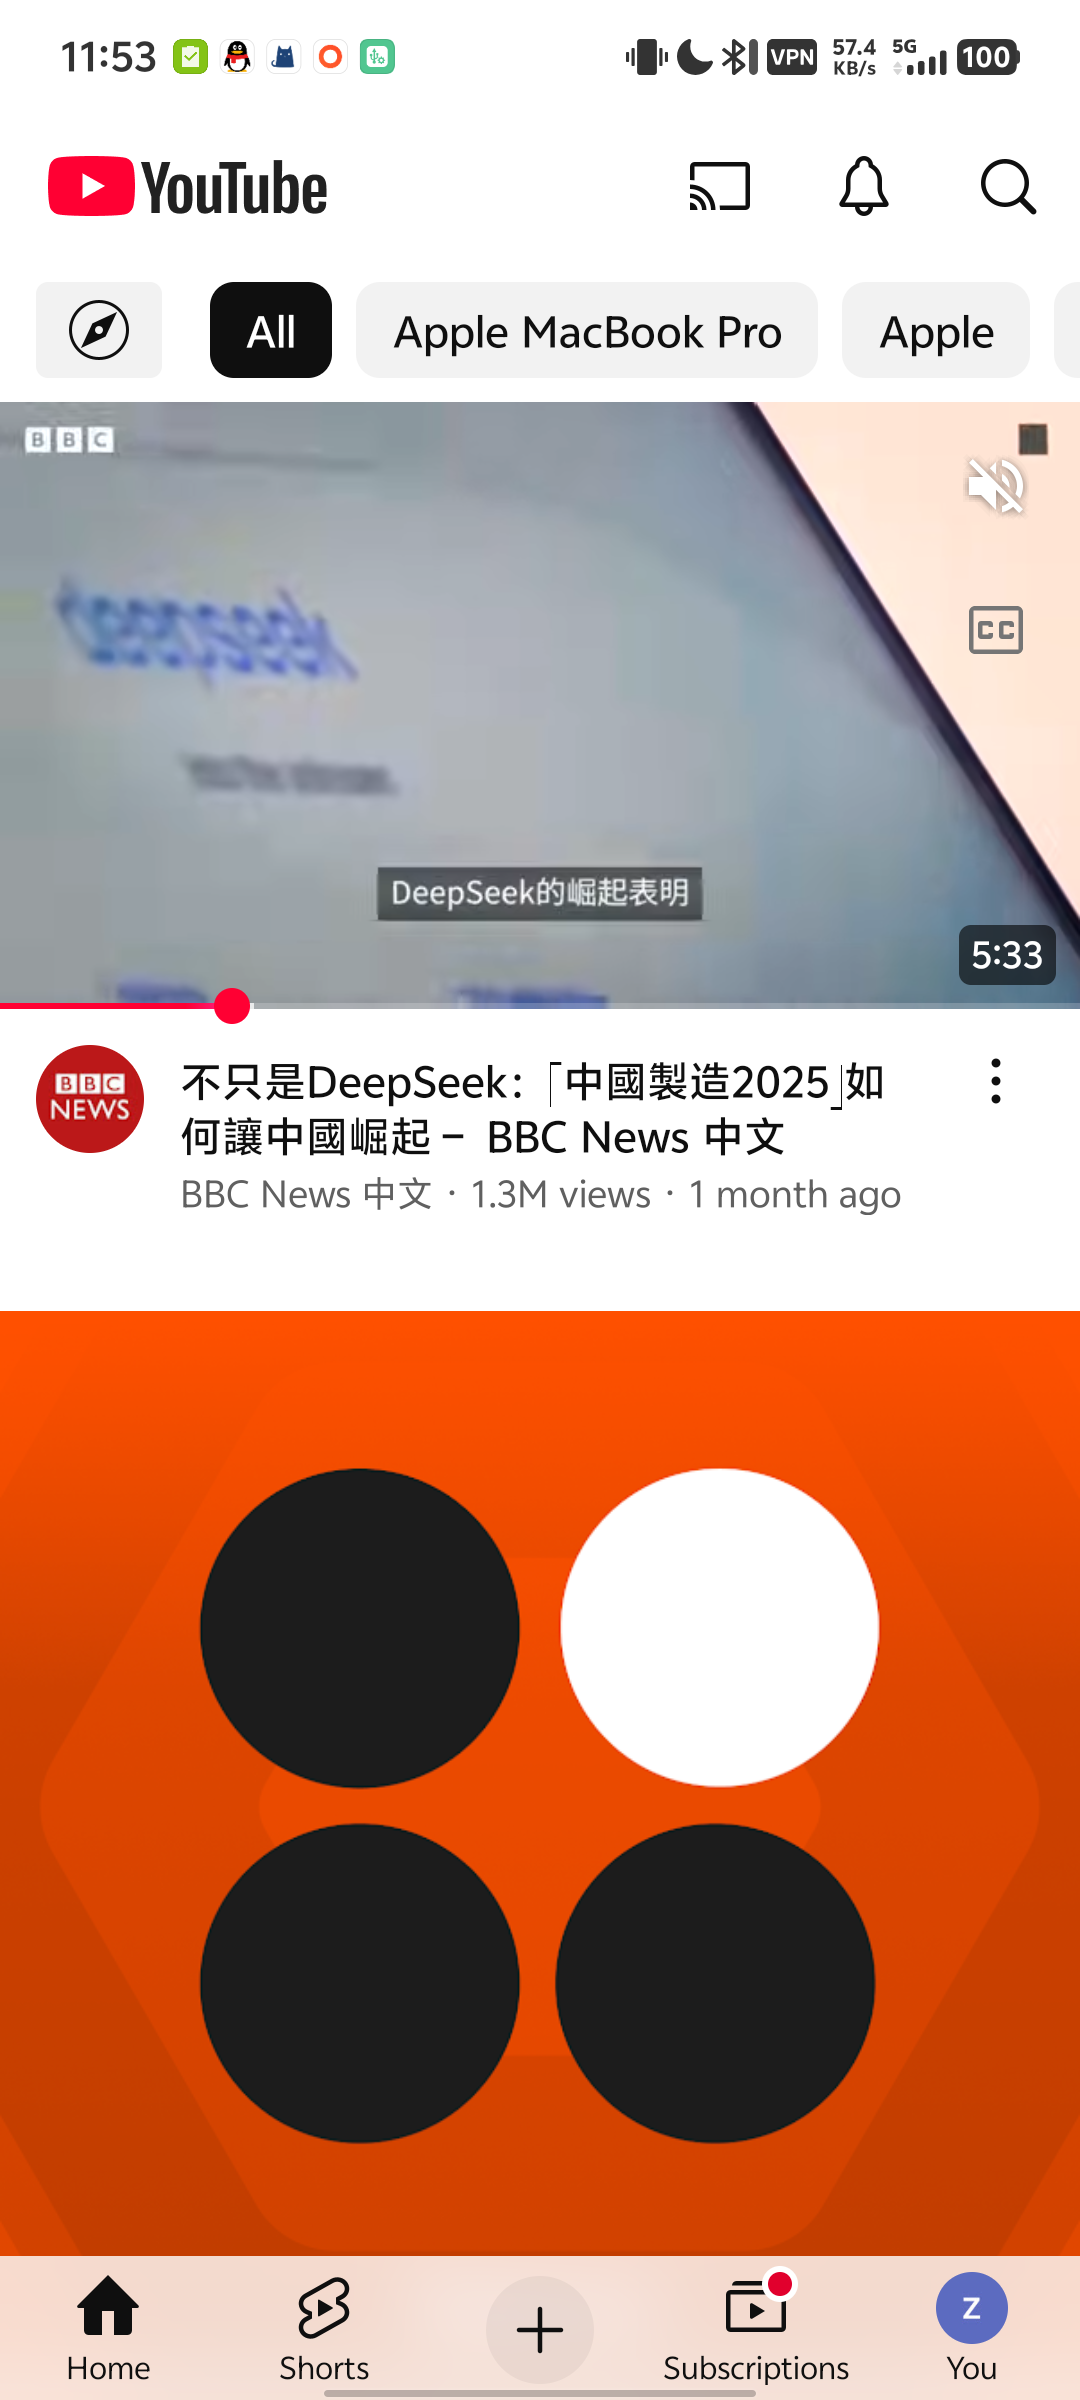 11:53
VPN
57.4
KB/s
5G
100
YouTube
All
Apple MacBook Pro
Apple
BBC
CC
deepseek
DeepSeek的崛起表明
5:33
BBC
NEWS
不只是DeepSeek:「中國製造2025」如
何讓中國崛起 – BBC News 中文
BBC News 中文 · 1.3M views · 1 month ago
Home
Shorts
Subscriptions
Z
You